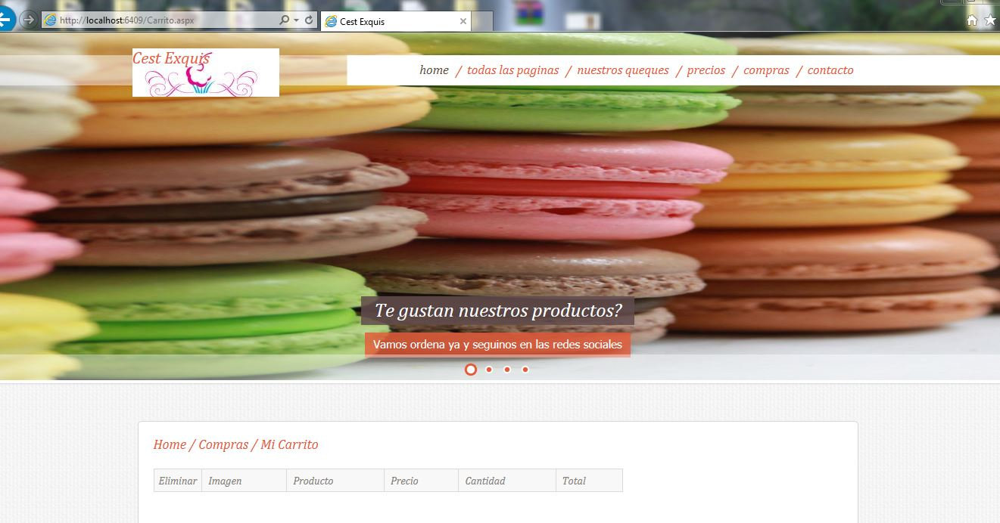 http://localhost:6409/Carrito.aspx
Cest Exquis
Cest Exquis
home / todas las paginas / nuestros queques / precios / compras / contacto
Te gustan nuestros productos?
Vamos ordena ya y seguinos en las redes sociales
Home / Compras / Mi Carrito
Eliminar Imagen Producto Precio Cantidad Total